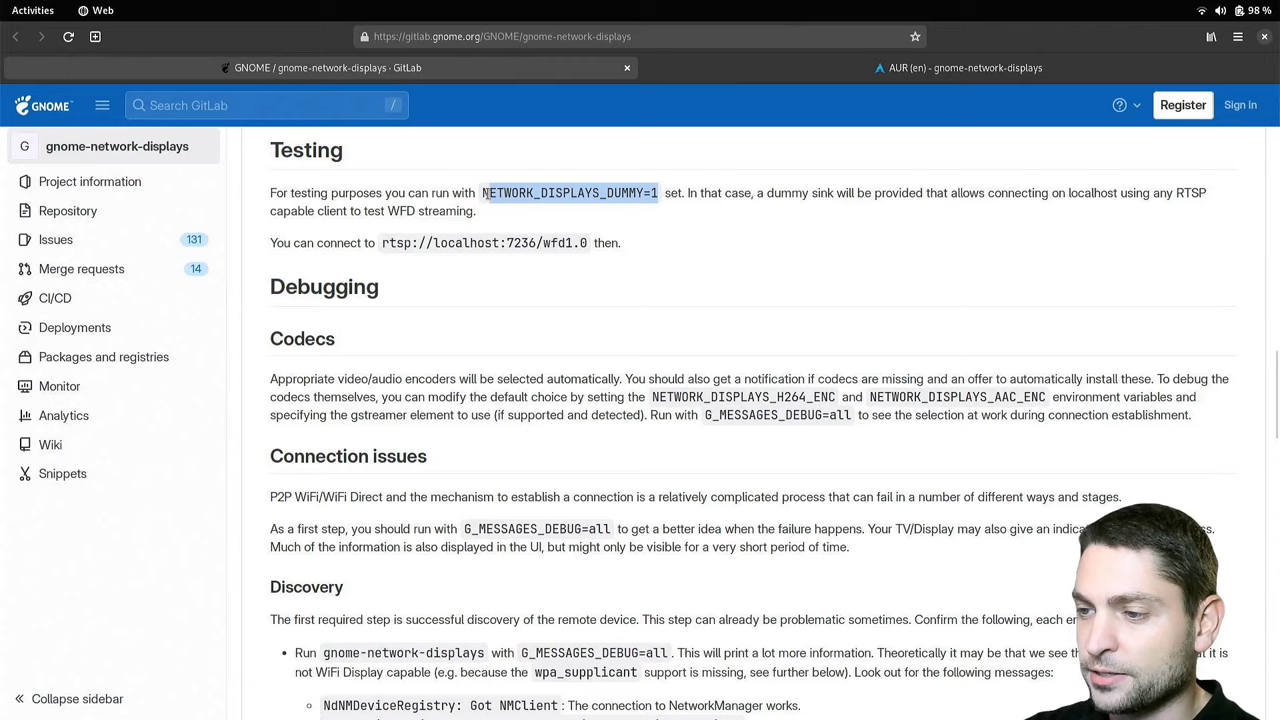 Activities Web 98 %
https://gitlab.gnome.org/GNOME/gnome-network-displays
GNOME / gnome-network-displays · GitLab
AUR (en) - gnome-network-displays
GNOME Search GitLab / Register Sign In
G gnome-network-displays
Project information
Repository
Issues 131
Merge requests 14
CI/CD
Deployments
Packages and registries
Monitor
Analytics
Wiki
Snippets
Collapse sidebar
Testing
For testing purposes you can run with NETWORK_DISPLAYS_DUMMY=1 set. In that case, a dummy sink will be provided that allows connecting on localhost using any RTSP
capable client to test WFD streaming.
You can connect to rtsp://localhost:7236/wfd1.0 then.
Debugging
Codecs
Appropriate video/audio encoders will be selected automatically. You should also get a notification if codecs are missing and an offer to automatically install these. To debug the
codecs themselves, you can modify the default choice by setting the NETWORK_DISPLAYS_H264_ENC and NETWORK_DISPLAYS_AAC_ENC environment variables and
specifying the gstreamer element to use (if supported and detected). Run with G_MESSAGES_DEBUG=all to see the selection at work during connection establishment.
Connection issues
P2P WiFi/WiFi Direct and the mechanism to establish a connection is a relatively complicated process that can fail in a number of different ways and stages.
As a first step, you should run with G_MESSAGES_DEBUG=all to get a better idea when the failure happens. Your TV/Display may also give an
Much of the information is also displayed in the UI, but might only be visible for a very short period of time.
Discovery
The first required step is successful discovery of the remote device. This step can already be problematic sometimes. Confirm the following, each
Run gnome-network-displays with G_MESSAGES_DEBUG=all. This will print a lot more information. Theoretically it may be that we see it is
not WiFi Display capable (e.g. because the wpa_supplicant support is missing, see further below). Look out for the following messages:
NdNMDeviceRegistry: Got NMClient : The connection to NetworkManager works.